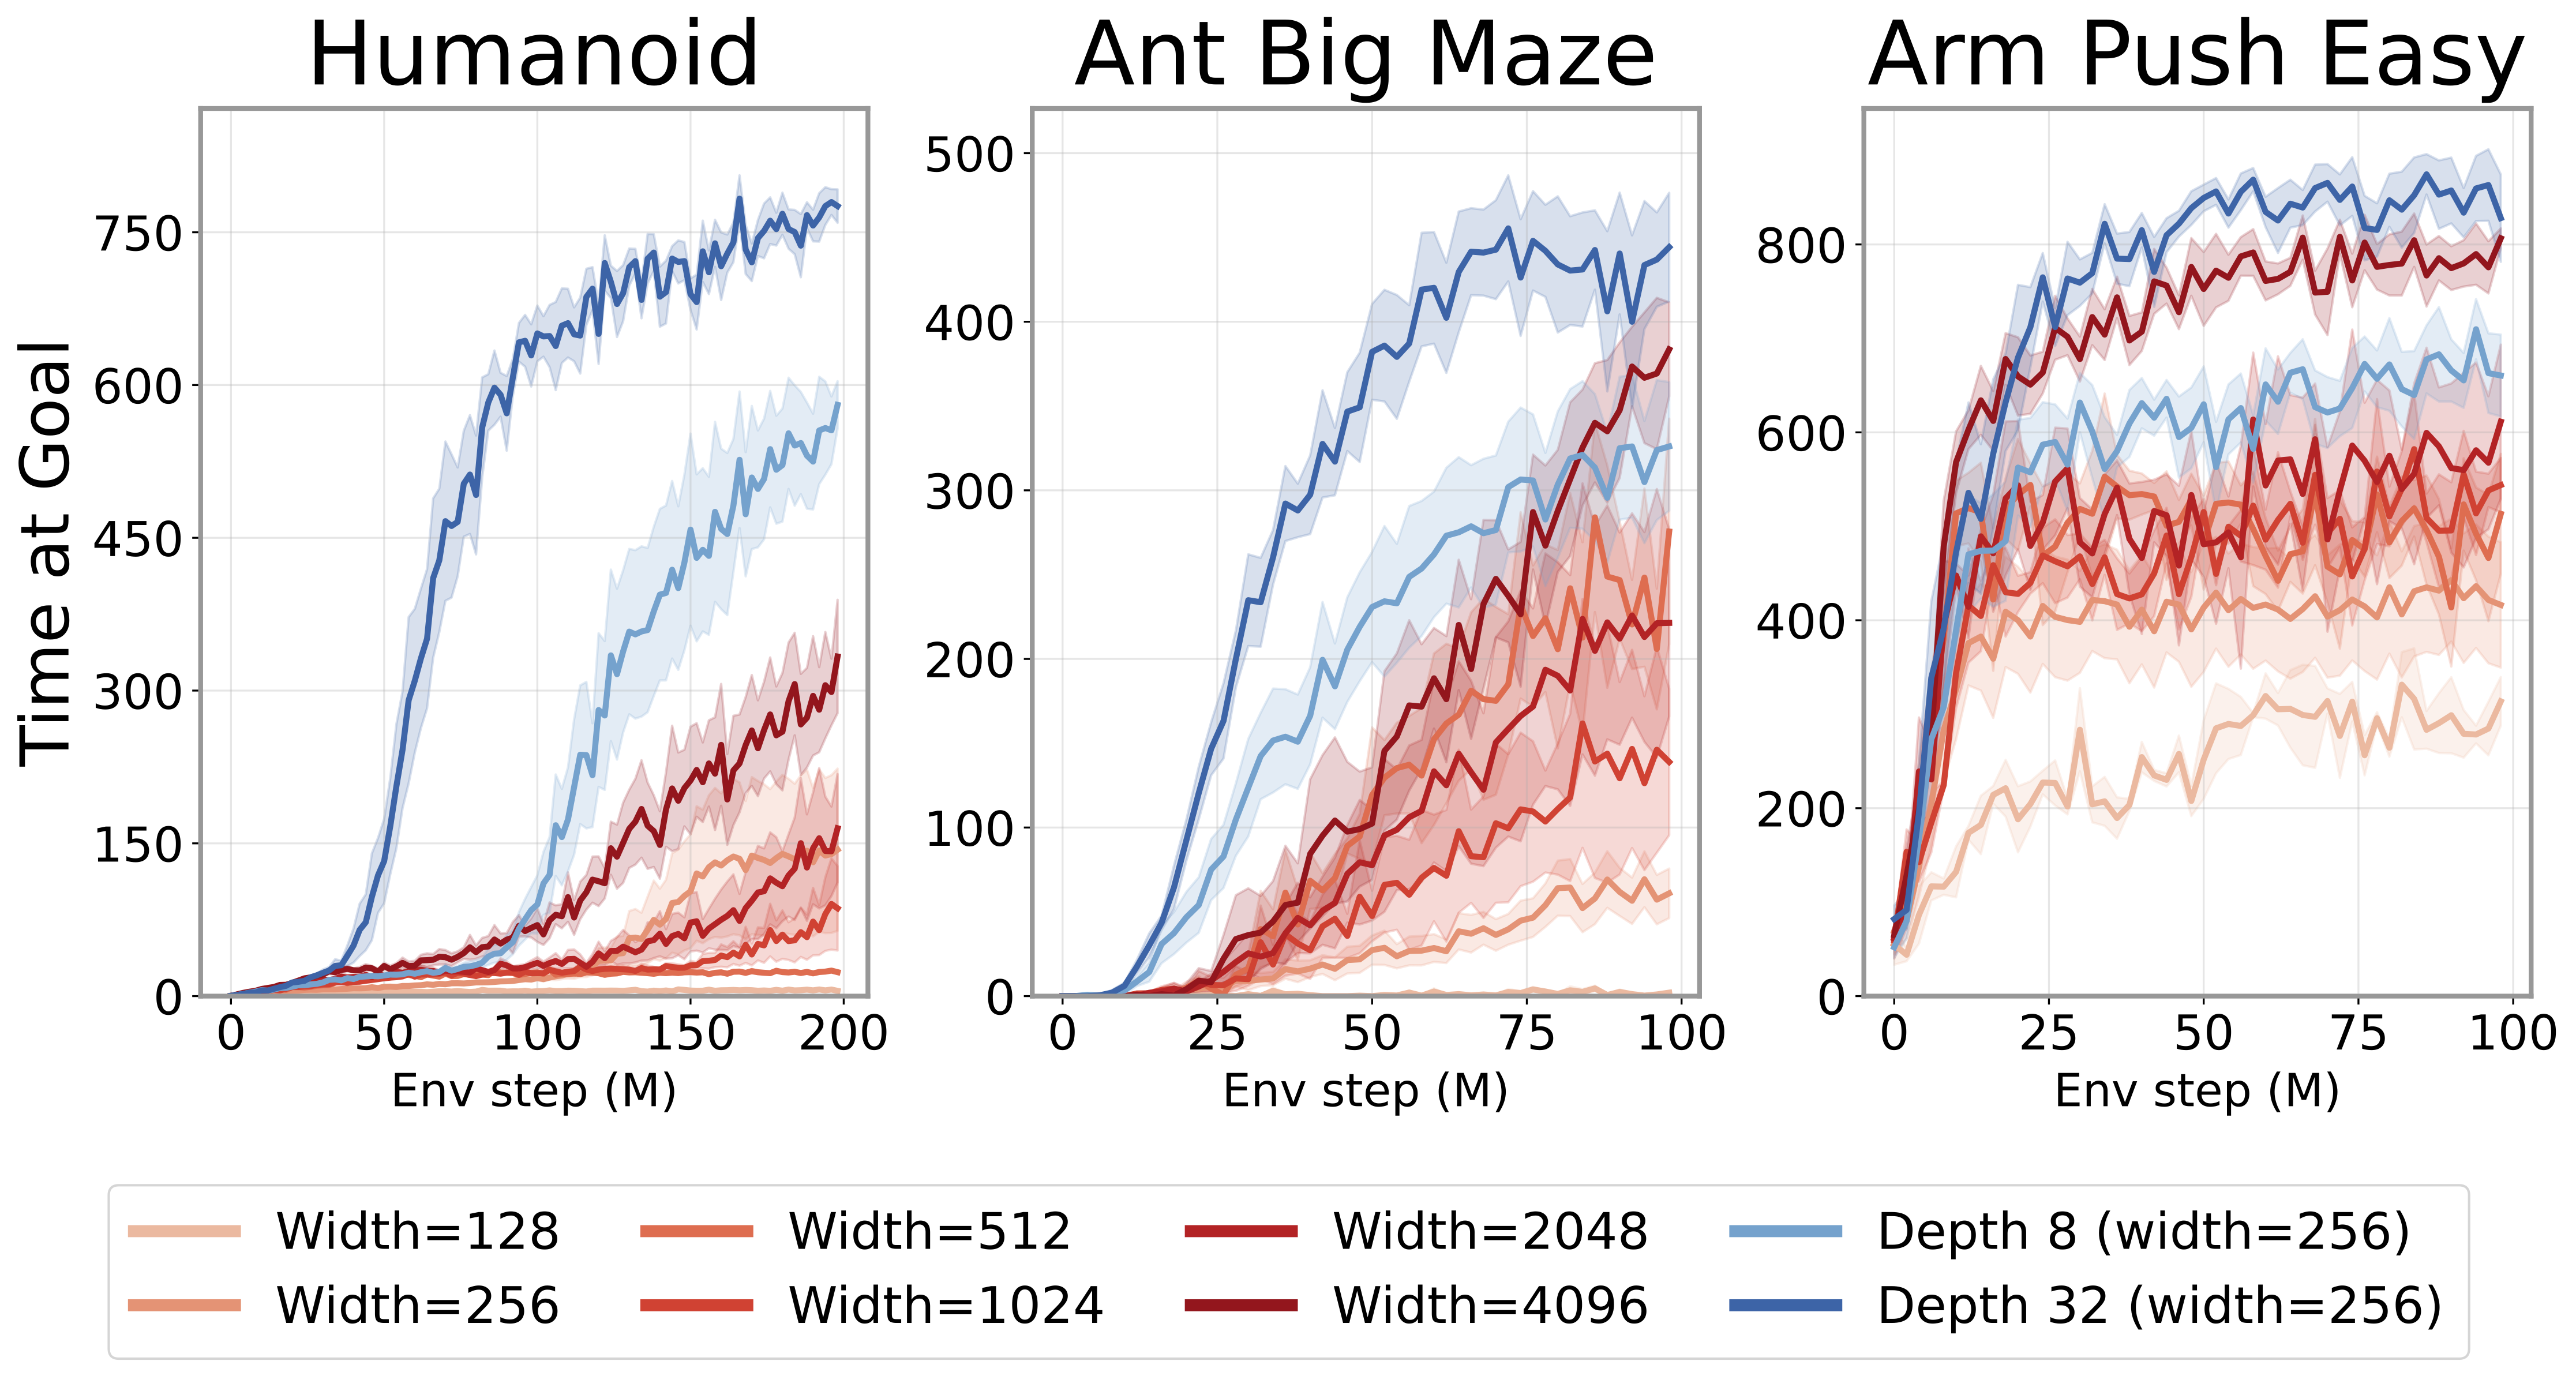 Humanoid
Ant Big Maze
Arm Push Easy
Time at Goal
750
600
450
300
150
0
0 50 100 150 200
Env step (M)
500
400
300
200
100
0
0 25 50 75 100
Env step (M)
800
600
400
200
0
0 25 50 75 100
Env step (M)
Width=128 Width=512 Width=2048 Depth 8 (width=256)
Width=256 Width=1024 Width=4096 Depth 32 (width=256)